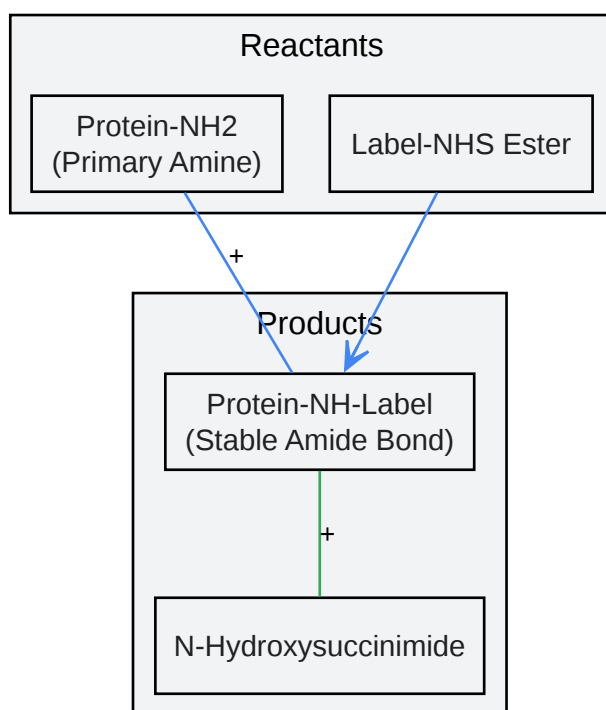 Reactants
Protein-NH2
(Primary Amine)
Label-NHS Ester
+
Products
Protein-NH-Label
(Stable Amide Bond)
+
N-Hydroxysuccinimide